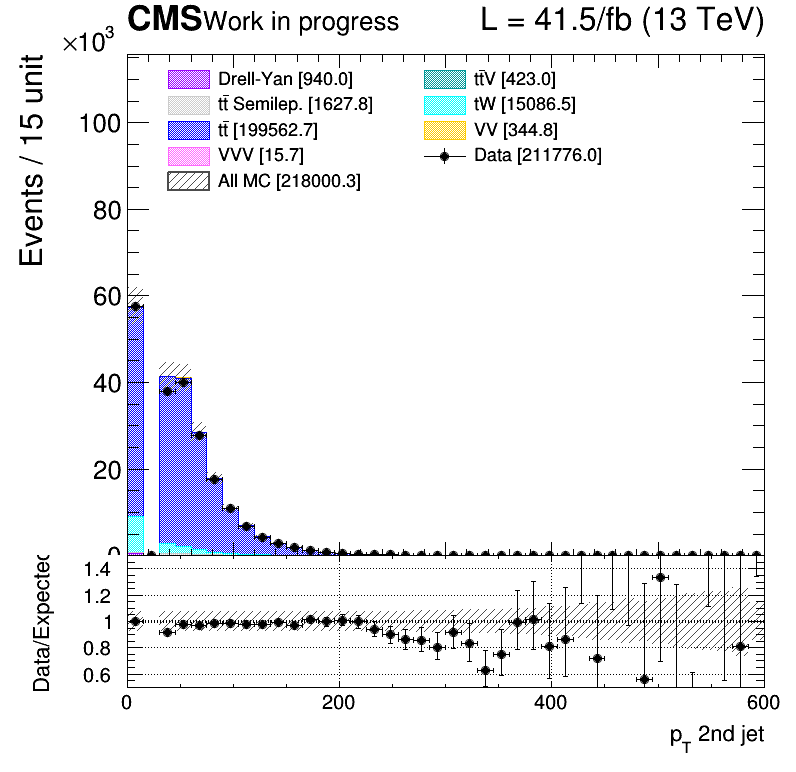 CMS Work in progress L = 41.5/fb (13 TeV)
×10³
Events / 15 unit
Drell-Yan [940.0]
tt̄ Semilep. [1627.8]
tt̄ [199562.7]
VVV [15.7]
All MC [218000.3]
tt̄V [423.0]
tW [15086.5]
VV [344.8]
Data [211776.0]
100
80
60
40
20
0
Data/Expected
1.4
1.2
1
0.8
0.6
0 200 400 600
p_T 2nd jet